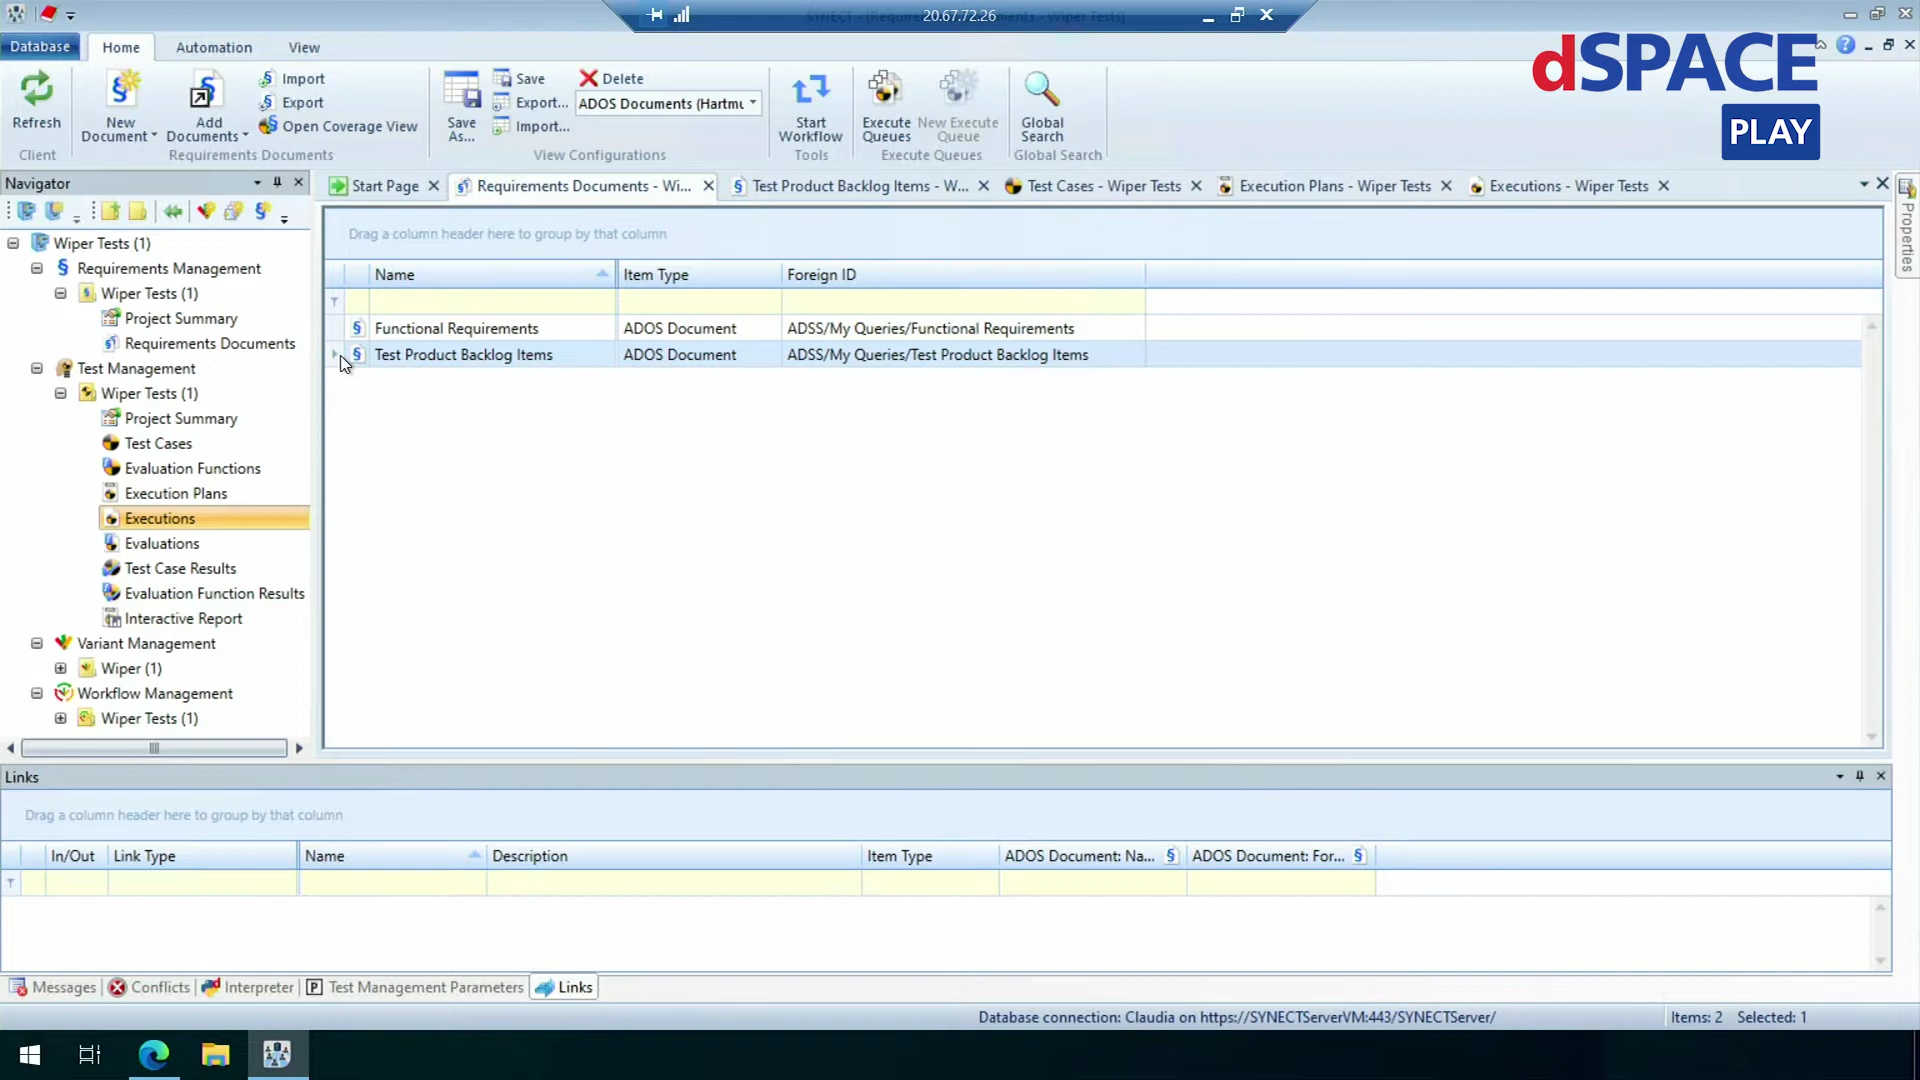 20.67.72.26
dSPACE
PLAY
Database
Home
Automation
View
Refresh
Client
New
Document
Add
Documents
Import
Export
Open Coverage View
Requirements Documents
Save
As...
Save
Export...
Import...
Delete
ADOS Documents (Hartmu
View Configurations
Start
Workflow
Tools
Execute
Queues
New Execute
Queue
Execute Queues
Global
Search
Global Search
Navigator
Start Page
Requirements Documents - Wi...
Test Product Backlog Items - W...
Test Cases - Wiper Tests
Execution Plans - Wiper Tests
Executions - Wiper Tests
Properties
Wiper Tests (1)
Requirements Management
Wiper Tests (1)
Project Summary
Requirements Documents
Test Management
Wiper Tests (1)
Project Summary
Test Cases
Evaluation Functions
Execution Plans
Executions
Evaluations
Test Case Results
Evaluation Function Results
Interactive Report
Variant Management
Wiper (1)
Workflow Management
Wiper Tests (1)
Drag a column header here to group by that column
Name Item Type Foreign ID
Functional Requirements ADOS Document ADSS/My Queries/Functional Requirements
Test Product Backlog Items ADOS Document ADSS/My Queries/Test Product Backlog Items
Links
Drag a column header here to group by that column
In/Out Link Type Name Description Item Type ADOS Document: Na... ADOS Document: For...
Messages Conflicts Interpreter Test Management Parameters Links
Database connection: Claudia on https://SYNECTServerVM:443/SYNECTServer/ Items: 2 Selected: 1